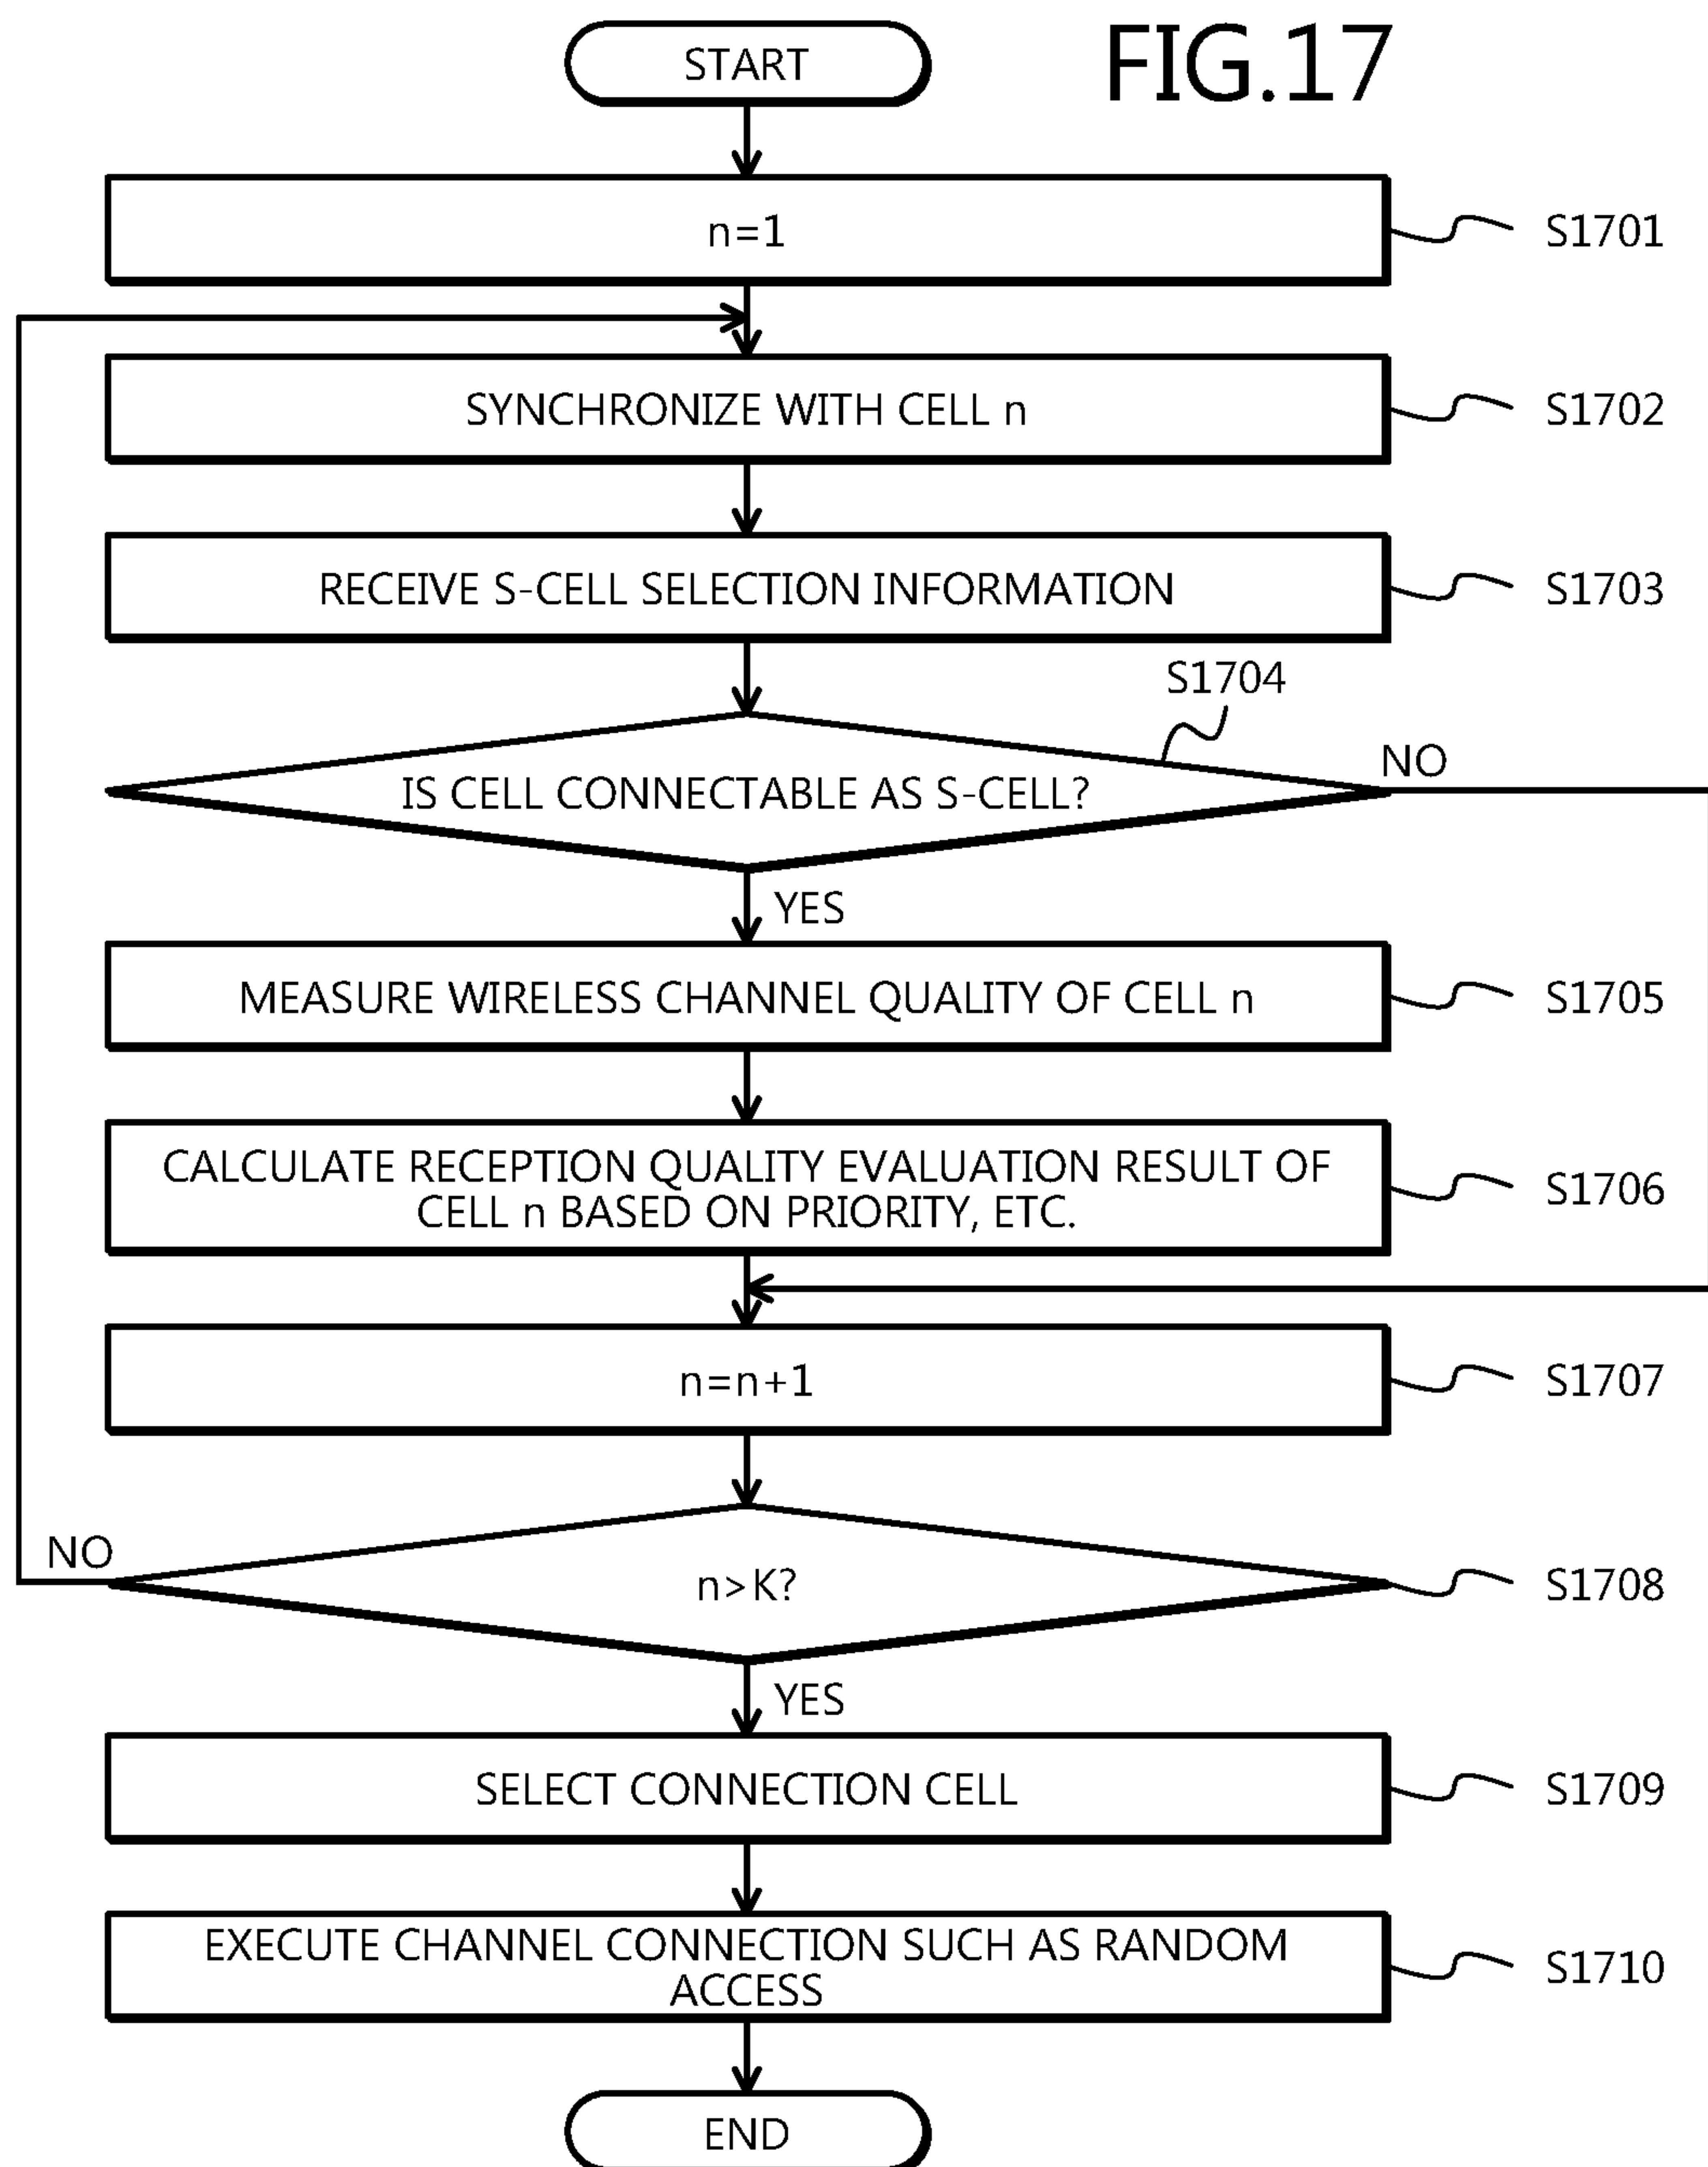 FIG.17
START
n=1
S1701
SYNCHRONIZE WITH CELL n
S1702
RECEIVE S-CELL SELECTION INFORMATION
S1703
S1704
IS CELL CONNECTABLE AS S-CELL?
NO
YES
MEASURE WIRELESS CHANNEL QUALITY OF CELL n
S1705
CALCULATE RECEPTION QUALITY EVALUATION RESULT OF
CELL n BASED ON PRIORITY, ETC.
S1706
n=n+1
S1707
NO
n>K?
S1708
YES
SELECT CONNECTION CELL
S1709
EXECUTE CHANNEL CONNECTION SUCH AS RANDOM
ACCESS
S1710
END